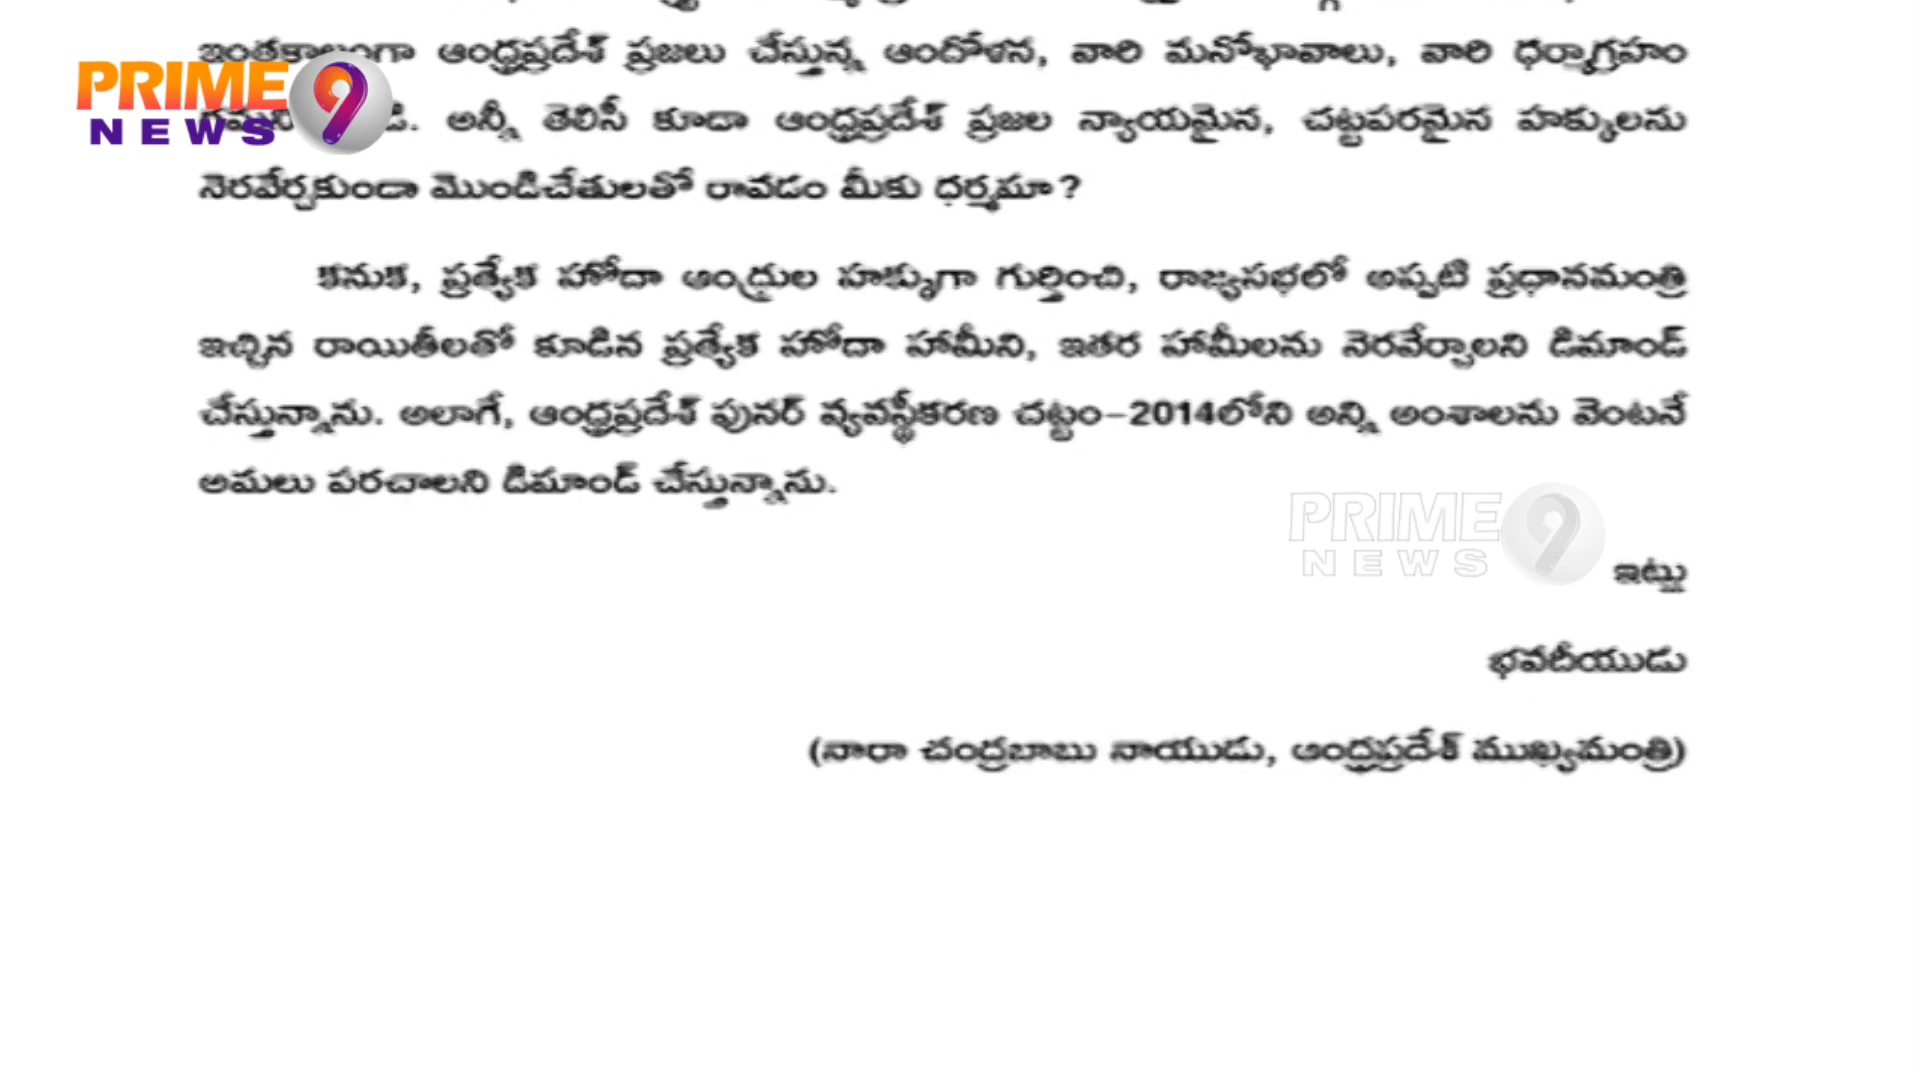 ఆంధ్రప్రదేశ్ ప్రజలు చేస్తున్న ఆందోళన, వారి మనోభావాలు, వారి ధర్మాగ్రహం
PRIME 9
NEWS
అన్నీ తెలిసీ కూడా ఆంధ్రప్రదేశ్ ప్రజల న్యాయమైన, చట్టపరమైన హక్కులను
నెరవేర్చకుండా మొండిచేతులతో రావడం మీకు ధర్మమా?
కనుక, ప్రత్యేక హోదా ఆంధ్రుల హక్కుగా గుర్తించి, రాజ్యసభలో అప్పటి ప్రధానమంత్రి
ఇచ్చిన రాయితీలతో కూడిన ప్రత్యేక హోదా హామీని, ఇతర హామీలను నెరవేర్చాలని డిమాండ్
చేస్తున్నాను. అలాగే, ఆంధ్రప్రదేశ్ పునర్ వ్యవస్థీకరణ చట్టం-2014లోని అన్ని అంశాలను వెంటనే
అమలు పరచాలని డిమాండ్ చేస్తున్నాను.
PRIME 9
NEWS
ఇట్లు
భవదీయుడు
(నారా చంద్రబాబు నాయుడు, ఆంధ్రప్రదేశ్ ముఖ్యమంత్రి)